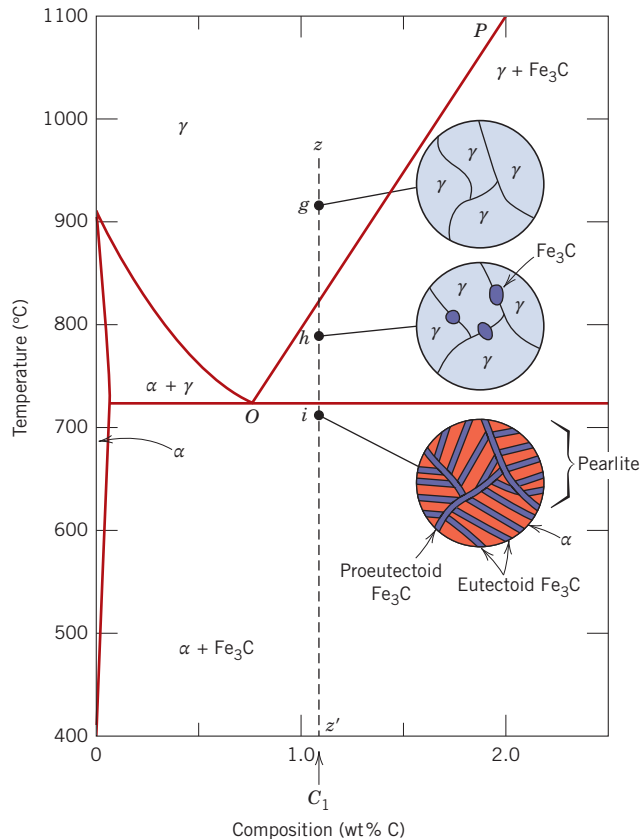 1100
P
γ + Fe₃C
1000
γ
z
γ
γ
γ
g
γ
900
Fe₃C
γ
800
h
γ
γ
γ
α + γ
700
O
i
α
Pearlite
600
α
Proeutectoid
Fe₃C
Eutectoid Fe₃C
500
α + Fe₃C
400
z′
0
1.0
2.0
C₁
Composition (wt% C)
Temperature (°C)